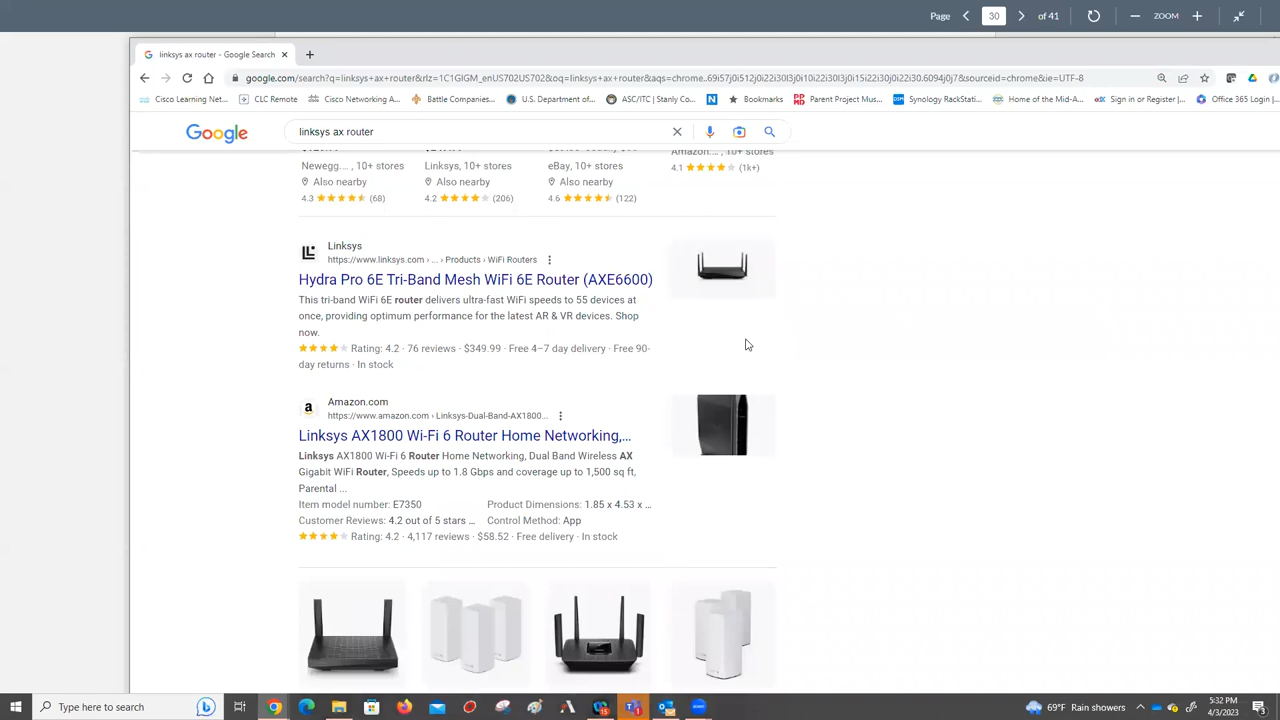 Page 30 of 41 ZOOM
linksys ax router - Google Search
google.com/search?q=linksys+ax+router&rlz=1C1GIGM_enUS702US702&oq=linksys+ax+router&aqs=chrome..69i57j0i512j0i22i30l3j0i10i22i30l3j0i15i22i30j0i22i30.6094j0j7&sourceid=chrome&ie=UTF-8
Cisco Learning Net... CLC Remote Cisco Networking A... Battle Companies:... U.S. Department of... ASC/ITC | Stanly Co... Bookmarks Parent Project Mus... Synology RackStati... Home of the Mid-A... Sign in or Register |... Office 365 Login |...
Google linksys ax router
Newegg.... , 10+ stores Linksys, 10+ stores eBay, 10+ stores Amazon.... , 10+ stores
Also nearby Also nearby Also nearby 4.1 (1k+)
4.3 (68) 4.2 (206) 4.6 (122)
Linksys
https://www.linksys.com › ... › Products › WiFi Routers
Hydra Pro 6E Tri-Band Mesh WiFi 6E Router (AXE6600)
This tri-band WiFi 6E router delivers ultra-fast WiFi speeds to 55 devices at
once, providing optimum performance for the latest AR & VR devices. Shop
now.
Rating: 4.2 · 76 reviews · $349.99 · Free 4–7 day delivery · Free 90-
day returns · In stock
Amazon.com
https://www.amazon.com › Linksys-Dual-Band-AX1800...
Linksys AX1800 Wi-Fi 6 Router Home Networking,...
Linksys AX1800 Wi-Fi 6 Router Home Networking, Dual Band Wireless AX
Gigabit WiFi Router, Speeds up to 1.8 Gbps and coverage up to 1,500 sq ft,
Parental ...
Item model number: E7350 Product Dimensions: 1.85 x 4.53 x ...
Customer Reviews: 4.2 out of 5 stars ... Control Method: App
Rating: 4.2 · 4,117 reviews · $58.52 · Free delivery · In stock
Type here to search 69°F Rain showers 5:32 PM
4/3/2023